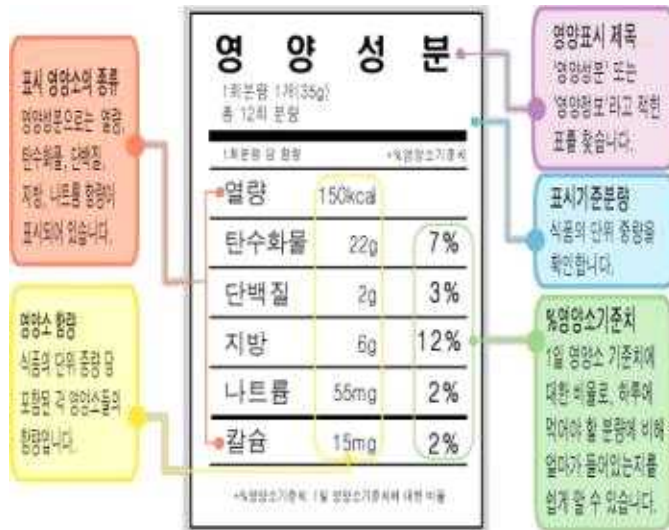 영 양 성 분
1회분량 1개(35g)
총 12회 분량
1회분량 당 함량 *%영양소기준치
열량 150kcal
탄수화물 22g 7%
단백질 2g 3%
지방 6g 12%
나트륨 55mg 2%
칼슘 15mg 2%
*%영양소기준치: 1일 영양소기준치에 대한 비율
표시 영양소의 종류
영양성분으로는 열량,
탄수화물, 단백질,
지방, 나트륨 함량이
표시되어 있습니다.
영양소 함량
식품의 단위 중량 당
포함된 각 영양소들의
함량입니다.
영양표시 제목
'영양성분' 또는
'영양정보'라고 적힌
표를 찾습니다.
표시기준분량
식품의 단위 중량을
확인합니다.
%영양소기준치
1일 영양소 기준치에
대한 비율로, 하루에
먹어야 할 분량에 비해
얼마가 들어있는지를
쉽게 알 수 있습니다.